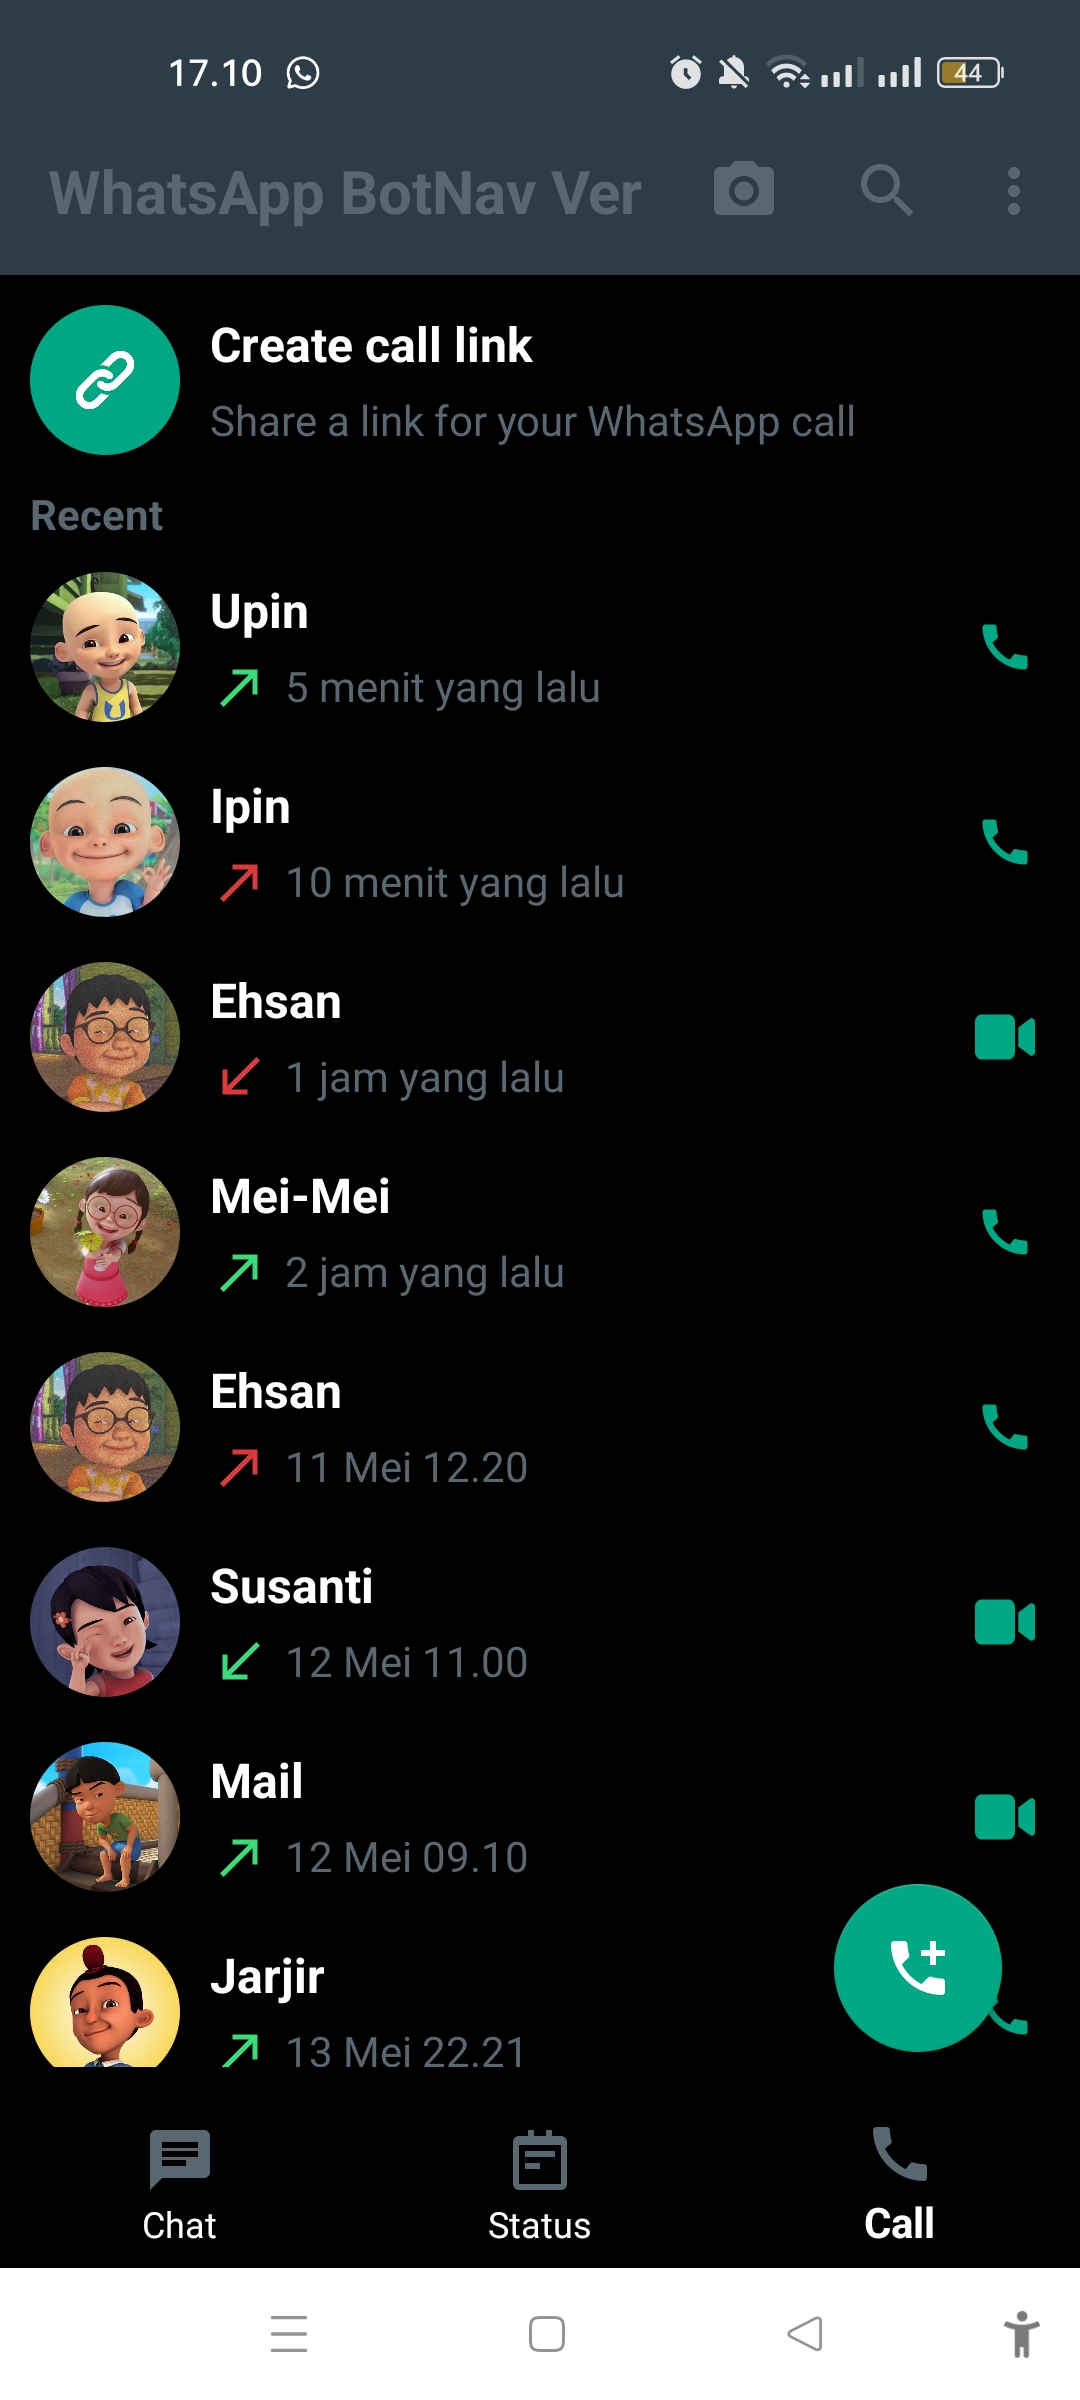 17.10
44
WhatsApp BotNav Ver
Create call link
Share a link for your WhatsApp call
Recent
Upin
5 menit yang lalu
Ipin
10 menit yang lalu
Ehsan
1 jam yang lalu
Mei-Mei
2 jam yang lalu
Ehsan
11 Mei 12.20
Susanti
12 Mei 11.00
Mail
12 Mei 09.10
Jarjir
13 Mei 22.21
Chat
Status
Call